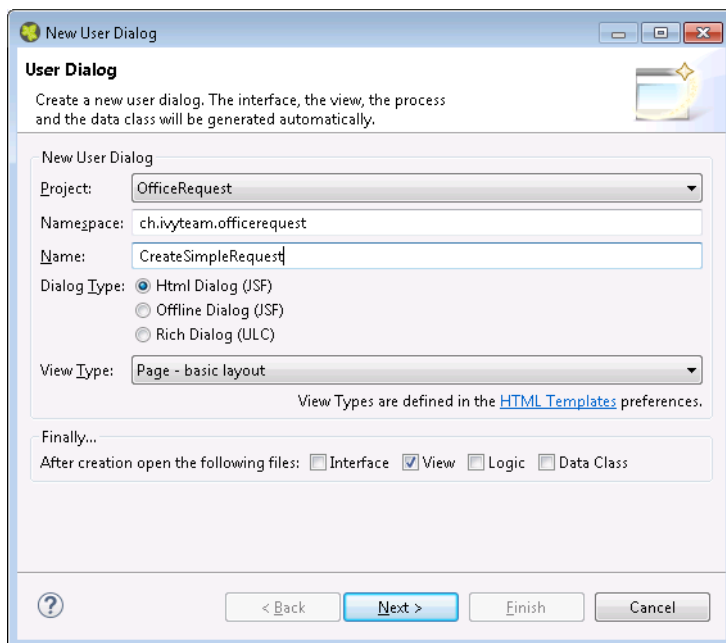 New User Dialog
User Dialog
Create a new user dialog. The interface, the view, the process
and the data class will be generated automatically.
New User Dialog
Project: OfficeRequest
Namespace: ch.ivyteam.officerequest
Name: CreateSimpleRequest
Dialog Type: Html Dialog (JSF)
Offline Dialog (JSF)
Rich Dialog (ULC)
View Type: Page - basic layout
View Types are defined in the HTML Templates preferences.
Finally...
After creation open the following files: Interface View Logic Data Class
? < Back Next > Finish Cancel